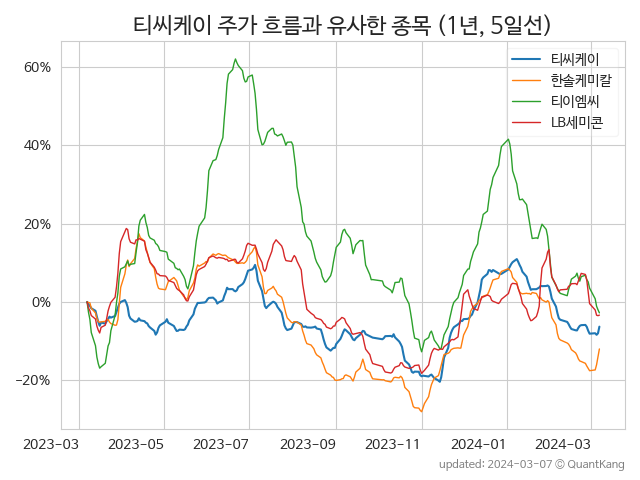 티씨케이 주가 흐름과 유사한 종목 (1년, 5일선)
티씨케이
한솔케미칼
티이엠씨
LB세미콘
60%
40%
20%
0%
−20%
2023-03 2023-05 2023-07 2023-09 2023-11 2024-01 2024-03
updated: 2024-03-07 © QuantKang